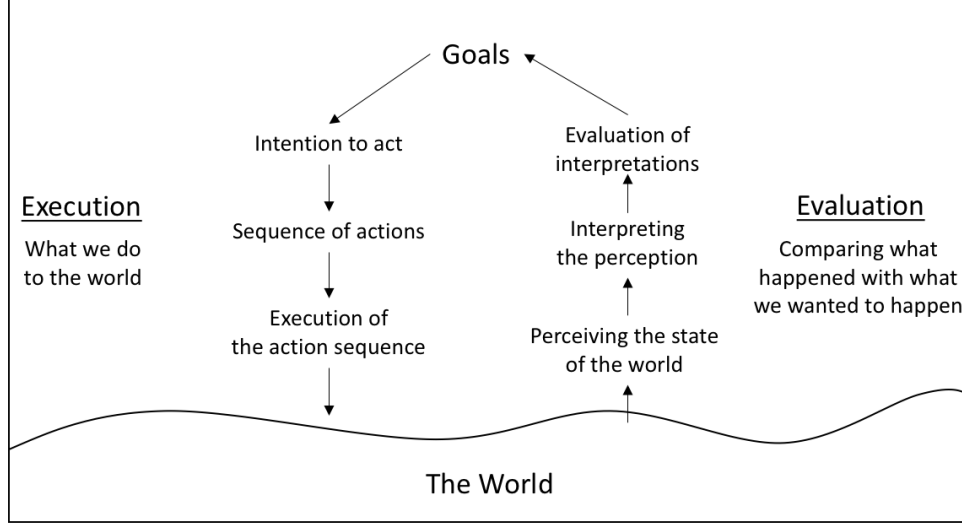 Goals
Intention to act
Sequence of actions
Execution of
the action sequence
Evaluation of
interpretations
Interpreting
the perception
Perceiving the state
of the world
Execution
What we do
to the world
Evaluation
Comparing what
happened with what
we wanted to happen
The World